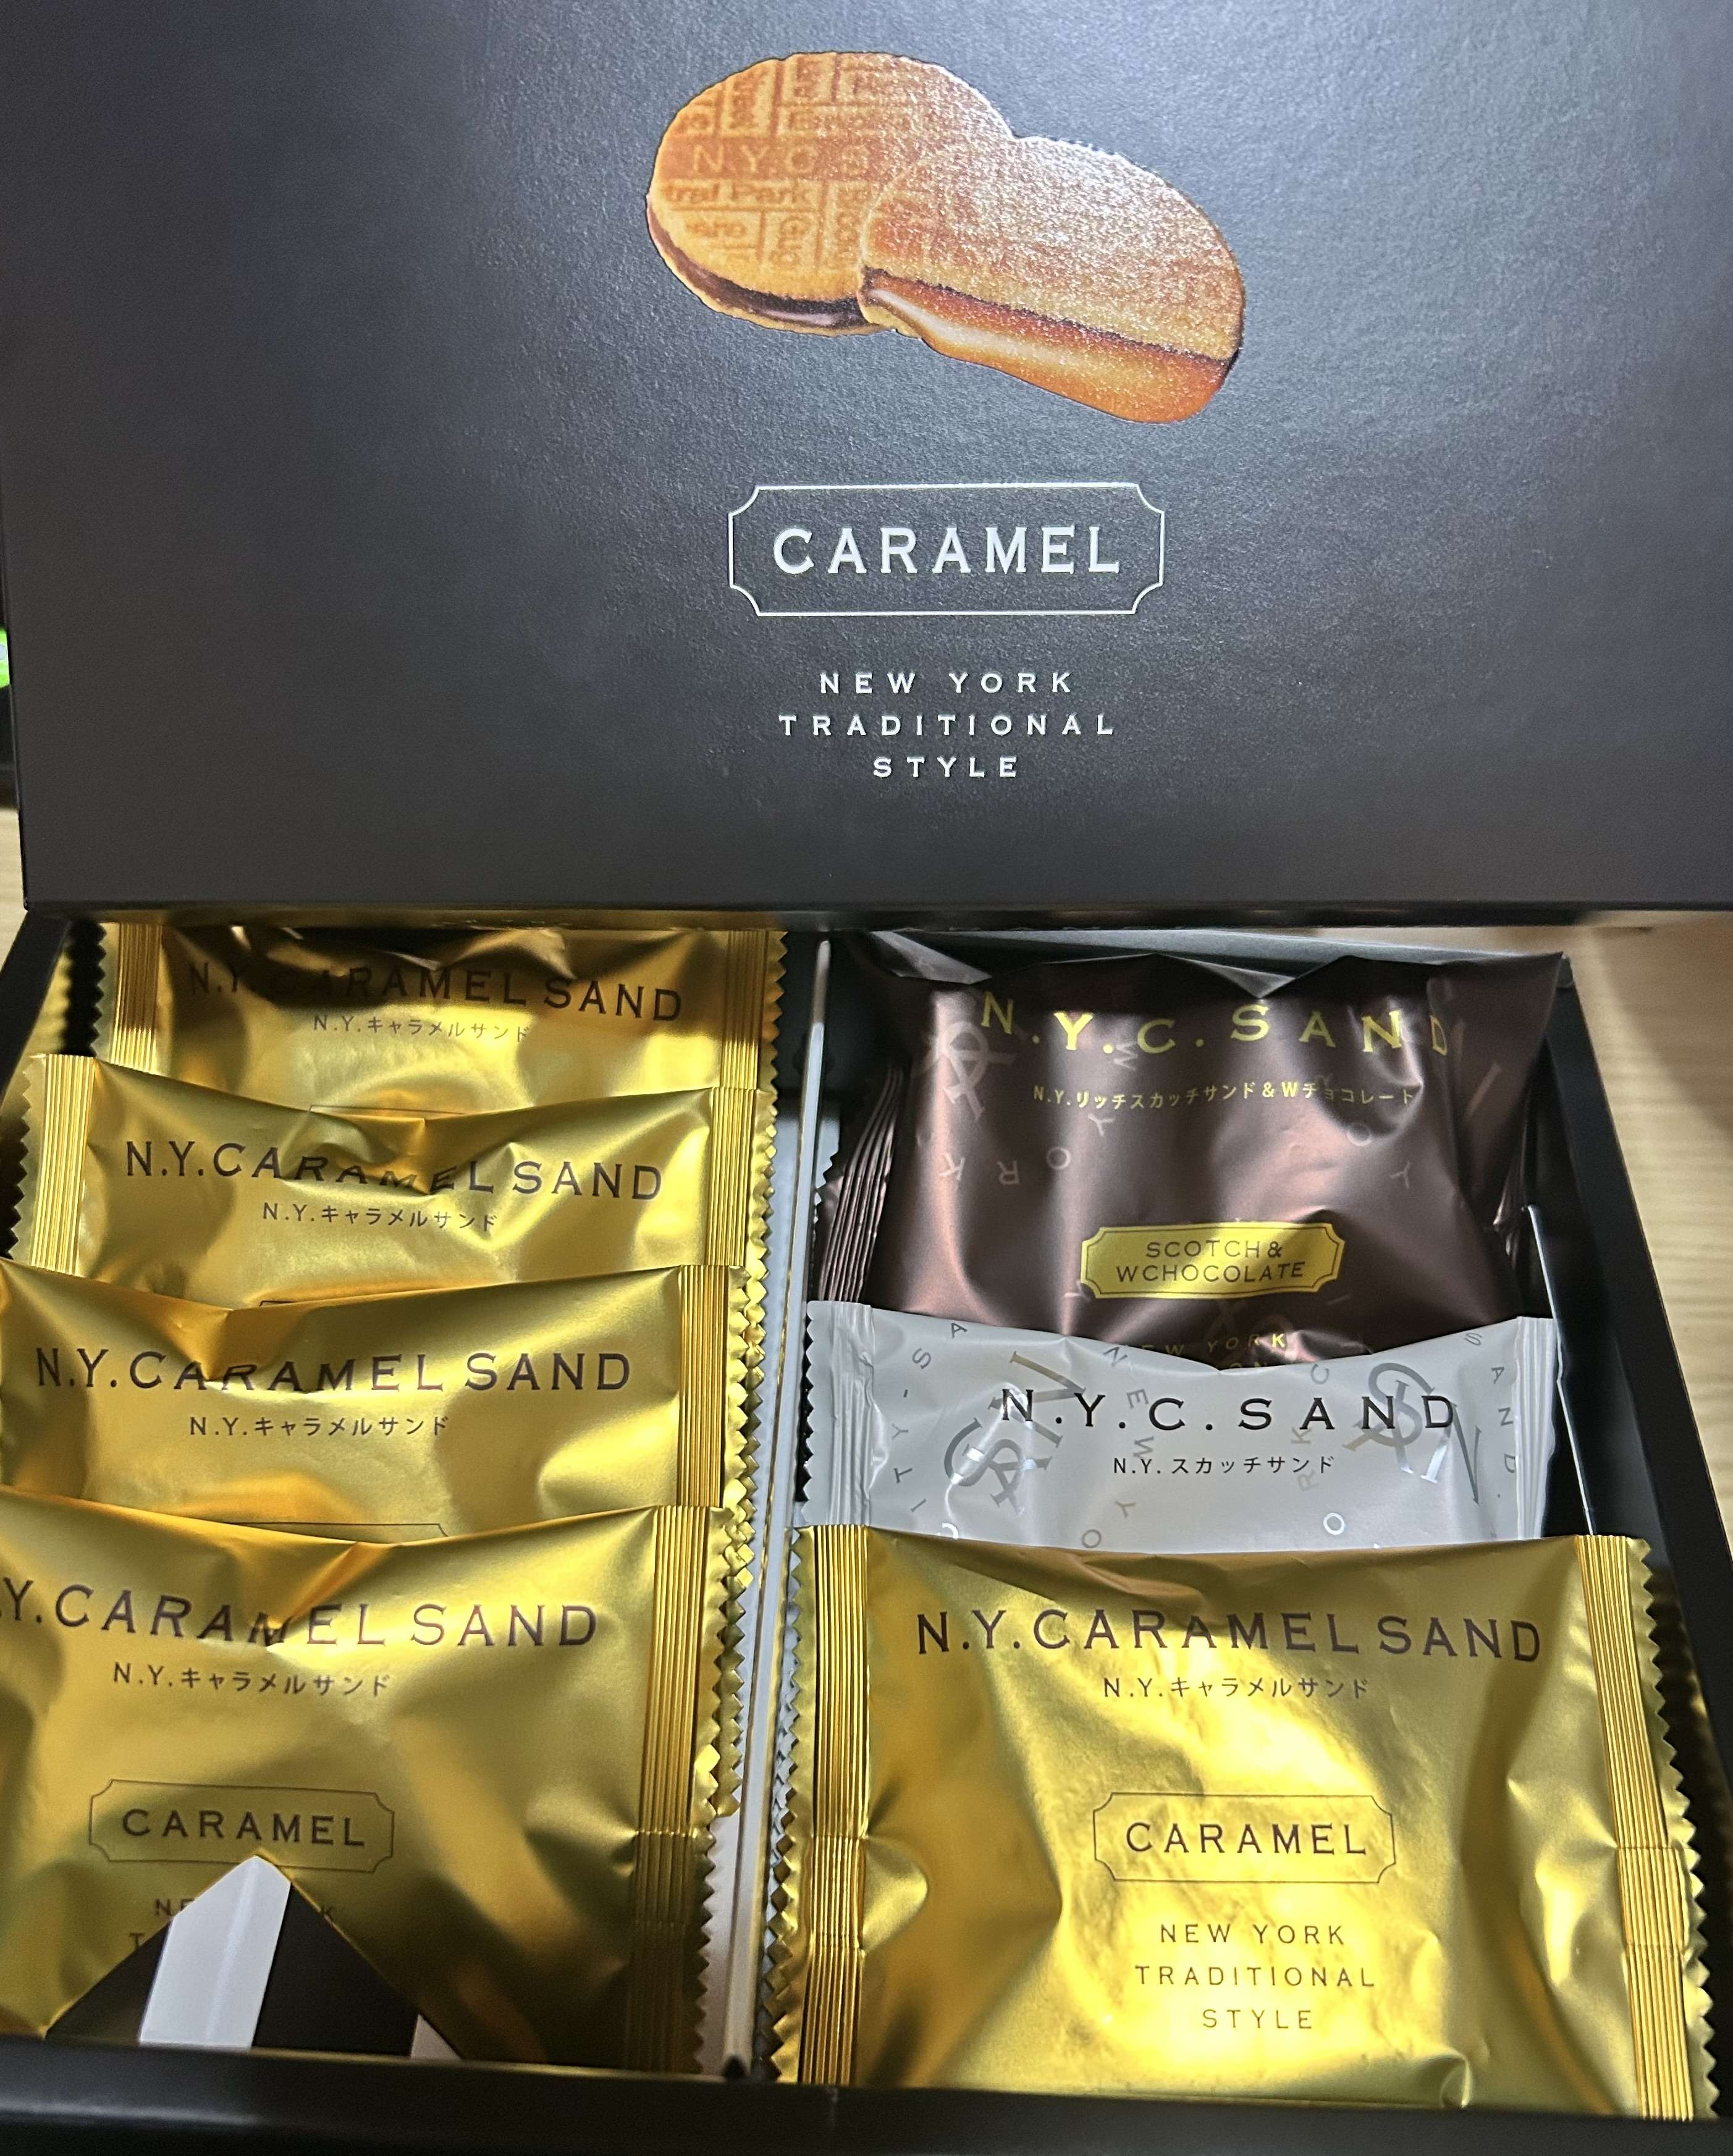 NYCS
CARAMEL
NEW YORK
TRADITIONAL
STYLE
N.Y.CARAMEL SAND
N.Y.キャラメルサンド
N.Y.CARAMEL SAND
N.Y.キャラメルサンド
N.Y.CARAMEL SAND
N.Y.キャラメルサンド
Y.CARAMEL SAND
N.Y.キャラメルサンド
CARAMEL
N.Y.C.SAND
N.Y.リッチスカッチサンド&Wチョコレート
SCOTCH&
WCHOCOLATE
YORK
N.Y.C.SAND
N.Y.スカッチサンド
N.Y.CARAMEL SAND
N.Y.キャラメルサンド
CARAMEL
NEW YORK
TRADITIONAL
STYLE